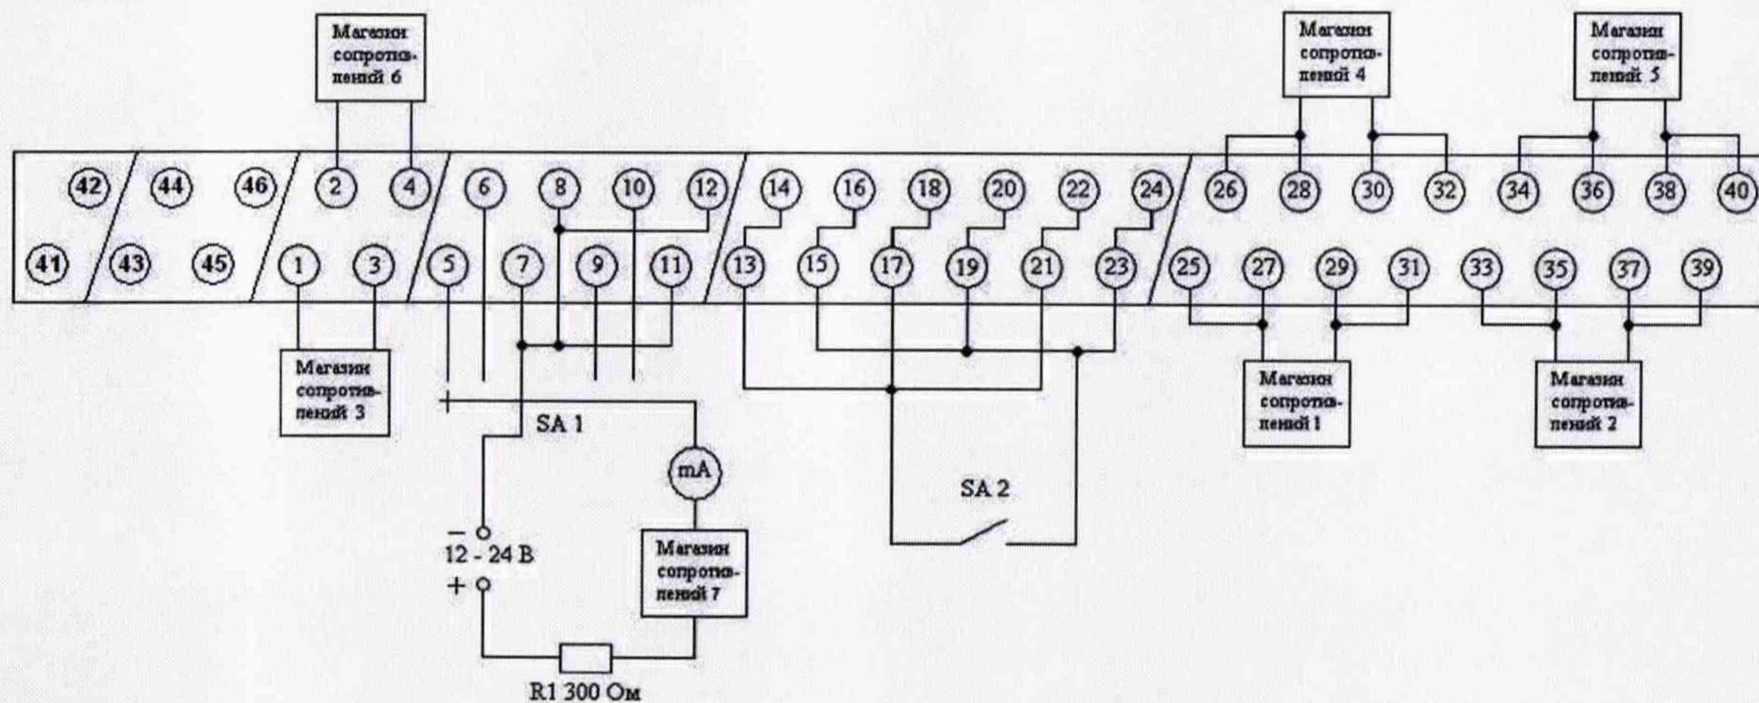 Магазин
сопротив-
лений 6
Магазин
сопротив-
лений 4
Магазин
сопротив-
лений 5
42 44 46 2 4 6 8 10 12 14 16 18 20 22 24 26 28 30 32 34 36 38 40
41 43 45 1 3 5 7 9 11 13 15 17 19 21 23 25 27 29 31 33 35 37 39
Магазин
сопротив-
лений 3
SA 1
Магазин
сопротив-
лений 1
Магазин
сопротив-
лений 2
mA
SA 2
−
12 - 24 В
+
Магазин
сопротив-
лений 7
R1 300 Ом